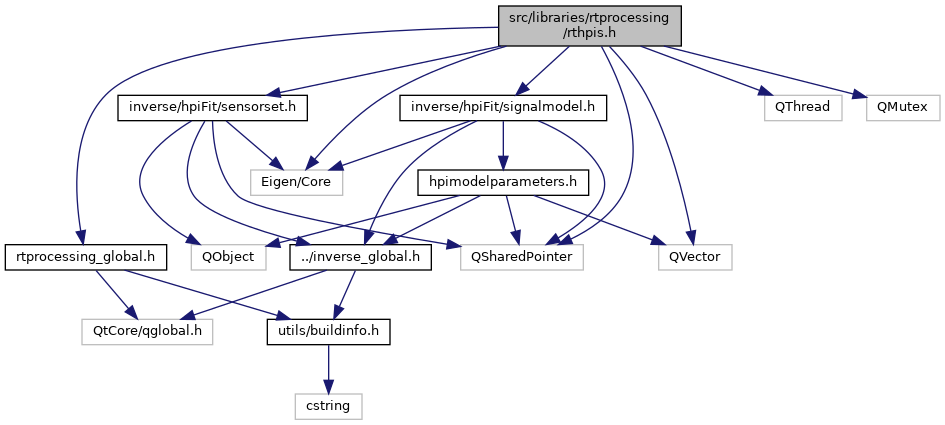 src/libraries/rtprocessing
/rthpis.h
inverse/hpiFit/sensorset.h
inverse/hpiFit/signalmodel.h
QThread
QMutex
Eigen/Core
hpimodelparameters.h
rtprocessing_global.h
QObject
../inverse_global.h
QSharedPointer
QVector
QtCore/qglobal.h
utils/buildinfo.h
cstring